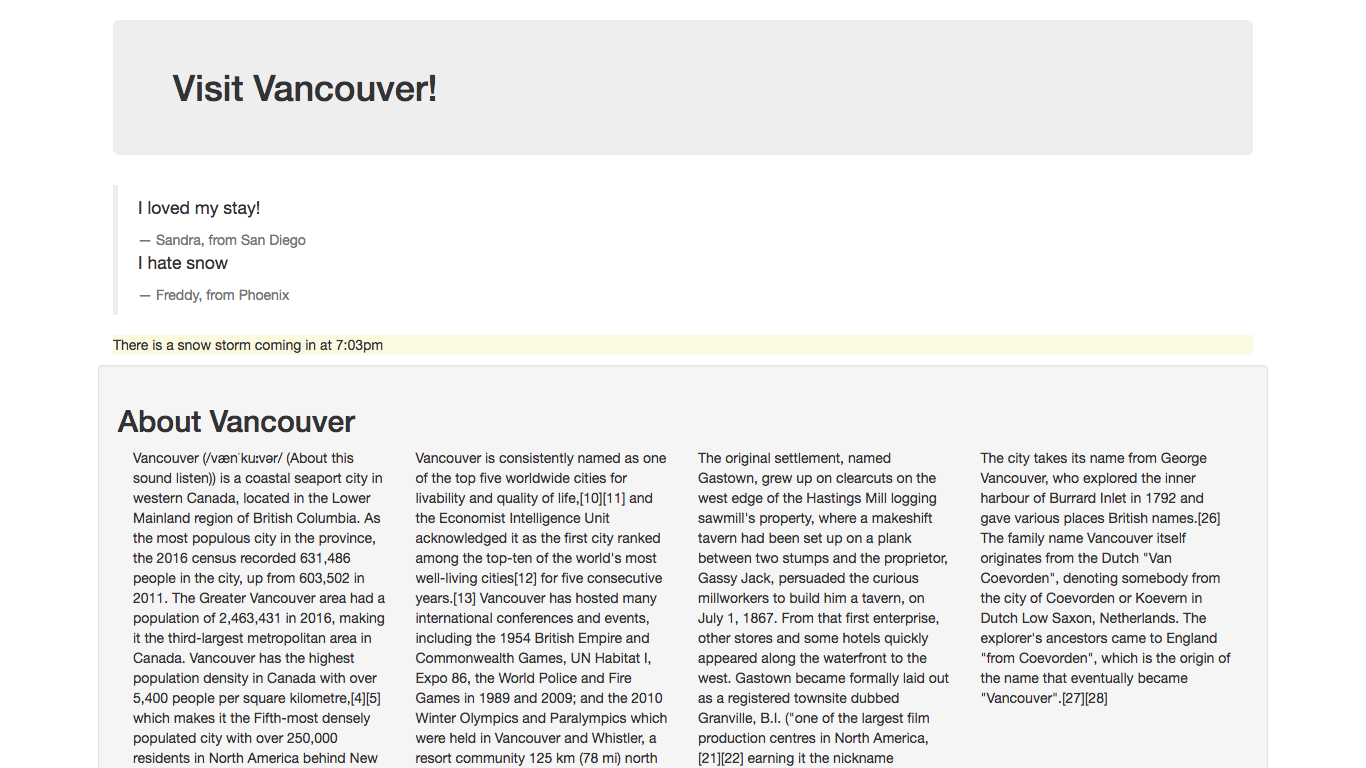 Visit Vancouver!
I loved my stay!
— Sandra, from San Diego
I hate snow
— Freddy, from Phoenix
There is a snow storm coming in at 7:03pm
About Vancouver
Vancouver (/vænˈkuːvər/ (About this
sound listen)) is a coastal seaport city in
western Canada, located in the Lower
Mainland region of British Columbia. As
the most populous city in the province,
the 2016 census recorded 631,486
people in the city, up from 603,502 in
2011. The Greater Vancouver area had a
population of 2,463,431 in 2016, making
it the third-largest metropolitan area in
Canada. Vancouver has the highest
population density in Canada with over
5,400 people per square kilometre,[4][5]
which makes it the Fifth-most densely
populated city with over 250,000
residents in North America behind New
Vancouver is consistently named as one
of the top five worldwide cities for
livability and quality of life,[10][11] and
the Economist Intelligence Unit
acknowledged it as the first city ranked
among the top-ten of the world's most
well-living cities[12] for five consecutive
years.[13] Vancouver has hosted many
international conferences and events,
including the 1954 British Empire and
Commonwealth Games, UN Habitat I,
Expo 86, the World Police and Fire
Games in 1989 and 2009; and the 2010
Winter Olympics and Paralympics which
were held in Vancouver and Whistler, a
resort community 125 km (78 mi) north
The original settlement, named
Gastown, grew up on clearcuts on the
west edge of the Hastings Mill logging
sawmill's property, where a makeshift
tavern had been set up on a plank
between two stumps and the proprietor,
Gassy Jack, persuaded the curious
millworkers to build him a tavern, on
July 1, 1867. From that first enterprise,
other stores and some hotels quickly
appeared along the waterfront to the
west. Gastown became formally laid out
as a registered townsite dubbed
Granville, B.I. ("one of the largest film
production centres in North America,
[21][22] earning it the nickname
The city takes its name from George
Vancouver, who explored the inner
harbour of Burrard Inlet in 1792 and
gave various places British names.[26]
The family name Vancouver itself
originates from the Dutch "Van
Coevorden", denoting somebody from
the city of Coevorden or Koevern in
Dutch Low Saxon, Netherlands. The
explorer's ancestors came to England
"from Coevorden", which is the origin of
the name that eventually became
"Vancouver".[27][28]